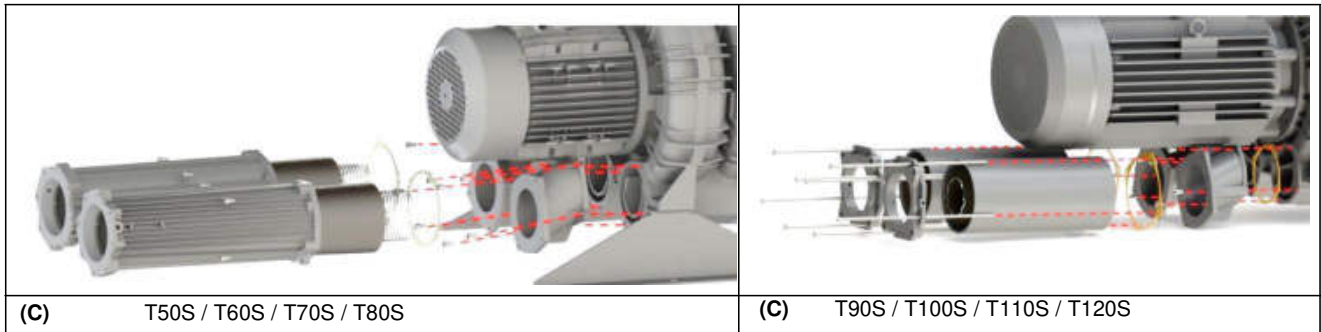 (C) T50S / T60S / T70S / T80S
(C) T90S / T100S / T110S / T120S